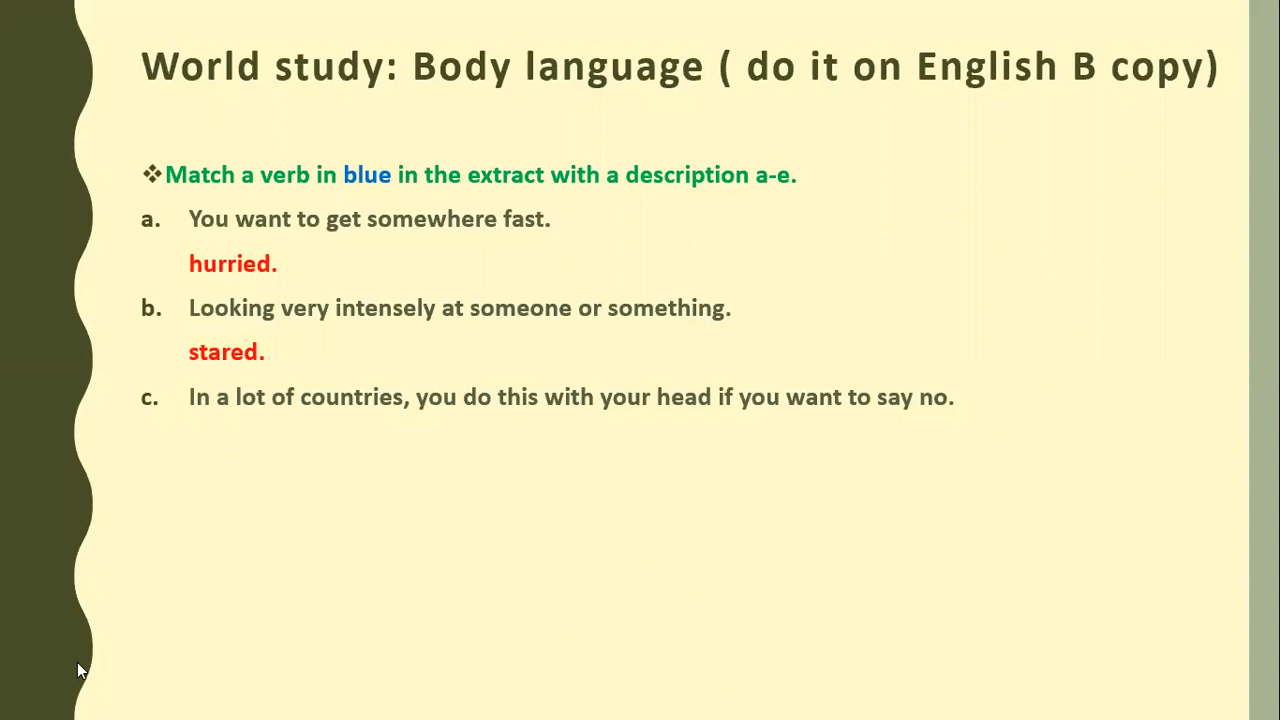 World study: Body language ( do it on English B copy)
❖Match a verb in blue in the extract with a description a-e.
a. You want to get somewhere fast.
hurried.
b. Looking very intensely at someone or something.
stared.
c. In a lot of countries, you do this with your head if you want to say no.